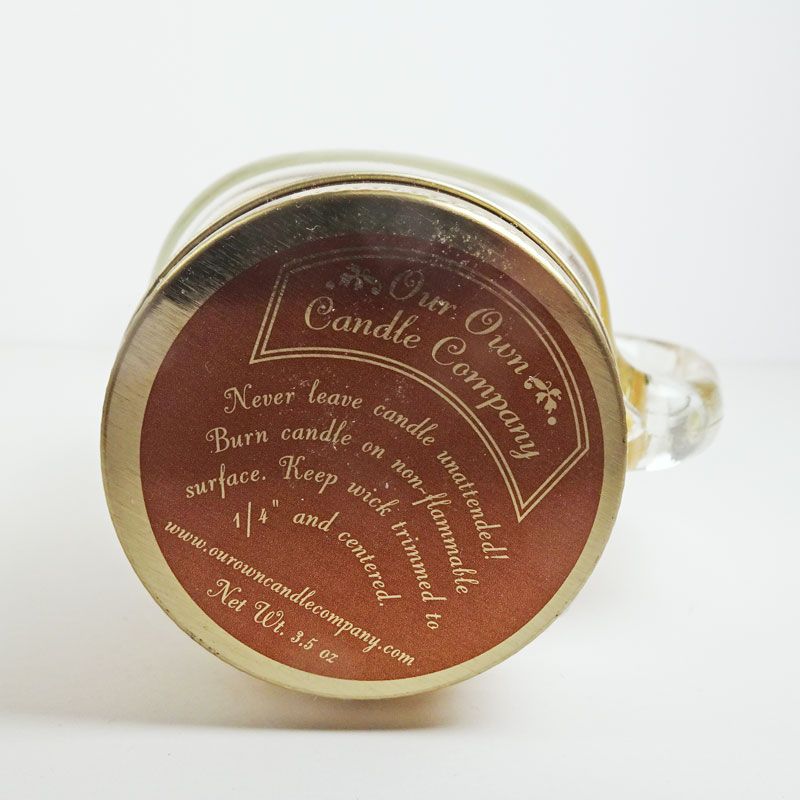 Our Own
Candle Company
Never leave candle unattended!
Burn candle on non-flammable
surface. Keep wick trimmed to
1/4" and centered.
www.ourowncandlecompany.com
Net Wt. 3.5 oz